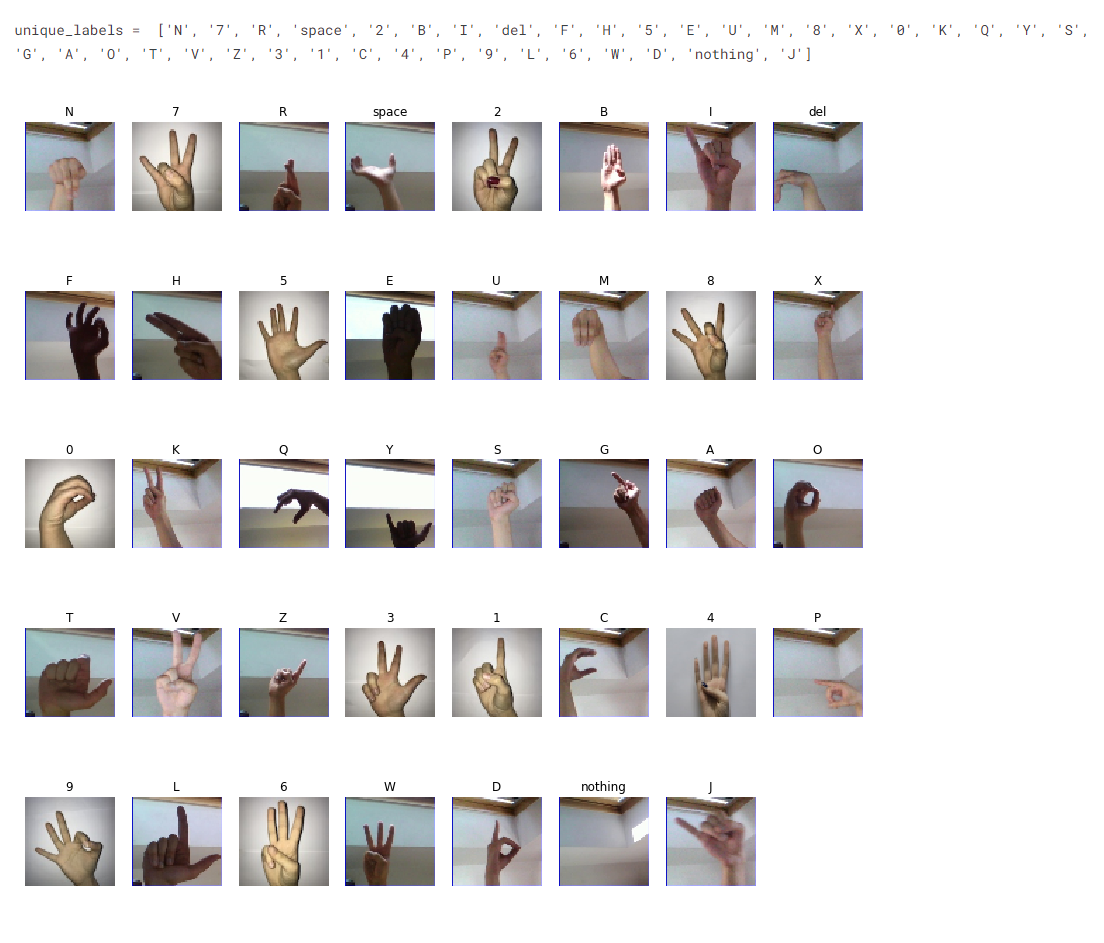 unique_labels = ['N', '7', 'R', 'space', '2', 'B', 'I', 'del', 'F', 'H', '5', 'E', 'U', 'M', '8', 'X', '0', 'K', 'Q', 'Y', 'S',
'G', 'A', 'O', 'T', 'V', 'Z', '3', '1', 'C', '4', 'P', '9', 'L', '6', 'W', 'D', 'nothing', 'J']
N 7 R space 2 B I del
F H 5 E U M 8 X
0 K Q Y S G A O
T V Z 3 1 C 4 P
9 L 6 W D nothing J